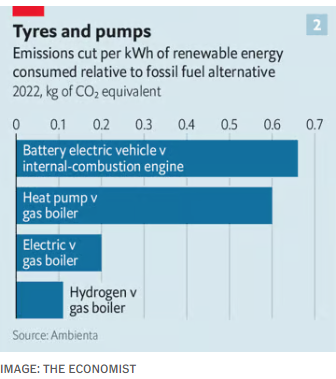 2
Tyres and pumps
Emissions cut per kWh of renewable energy
consumed relative to fossil fuel alternative
2022, kg of CO₂ equivalent
0 0.1 0.2 0.3 0.4 0.5 0.6 0.7
Battery electric vehicle v
internal-combustion engine
Heat pump v
gas boiler
Electric v
gas boiler
Hydrogen v
gas boiler
Source: Ambienta
IMAGE: THE ECONOMIST